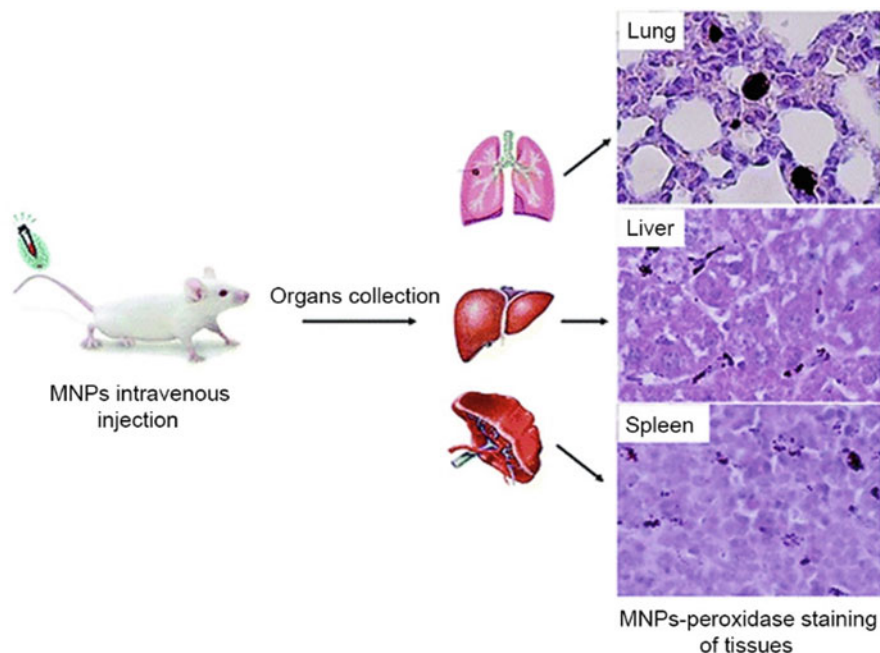 Lung
Liver
Organs collection
MNPs intravenous
injection
Spleen
MNPs-peroxidase staining
of tissues